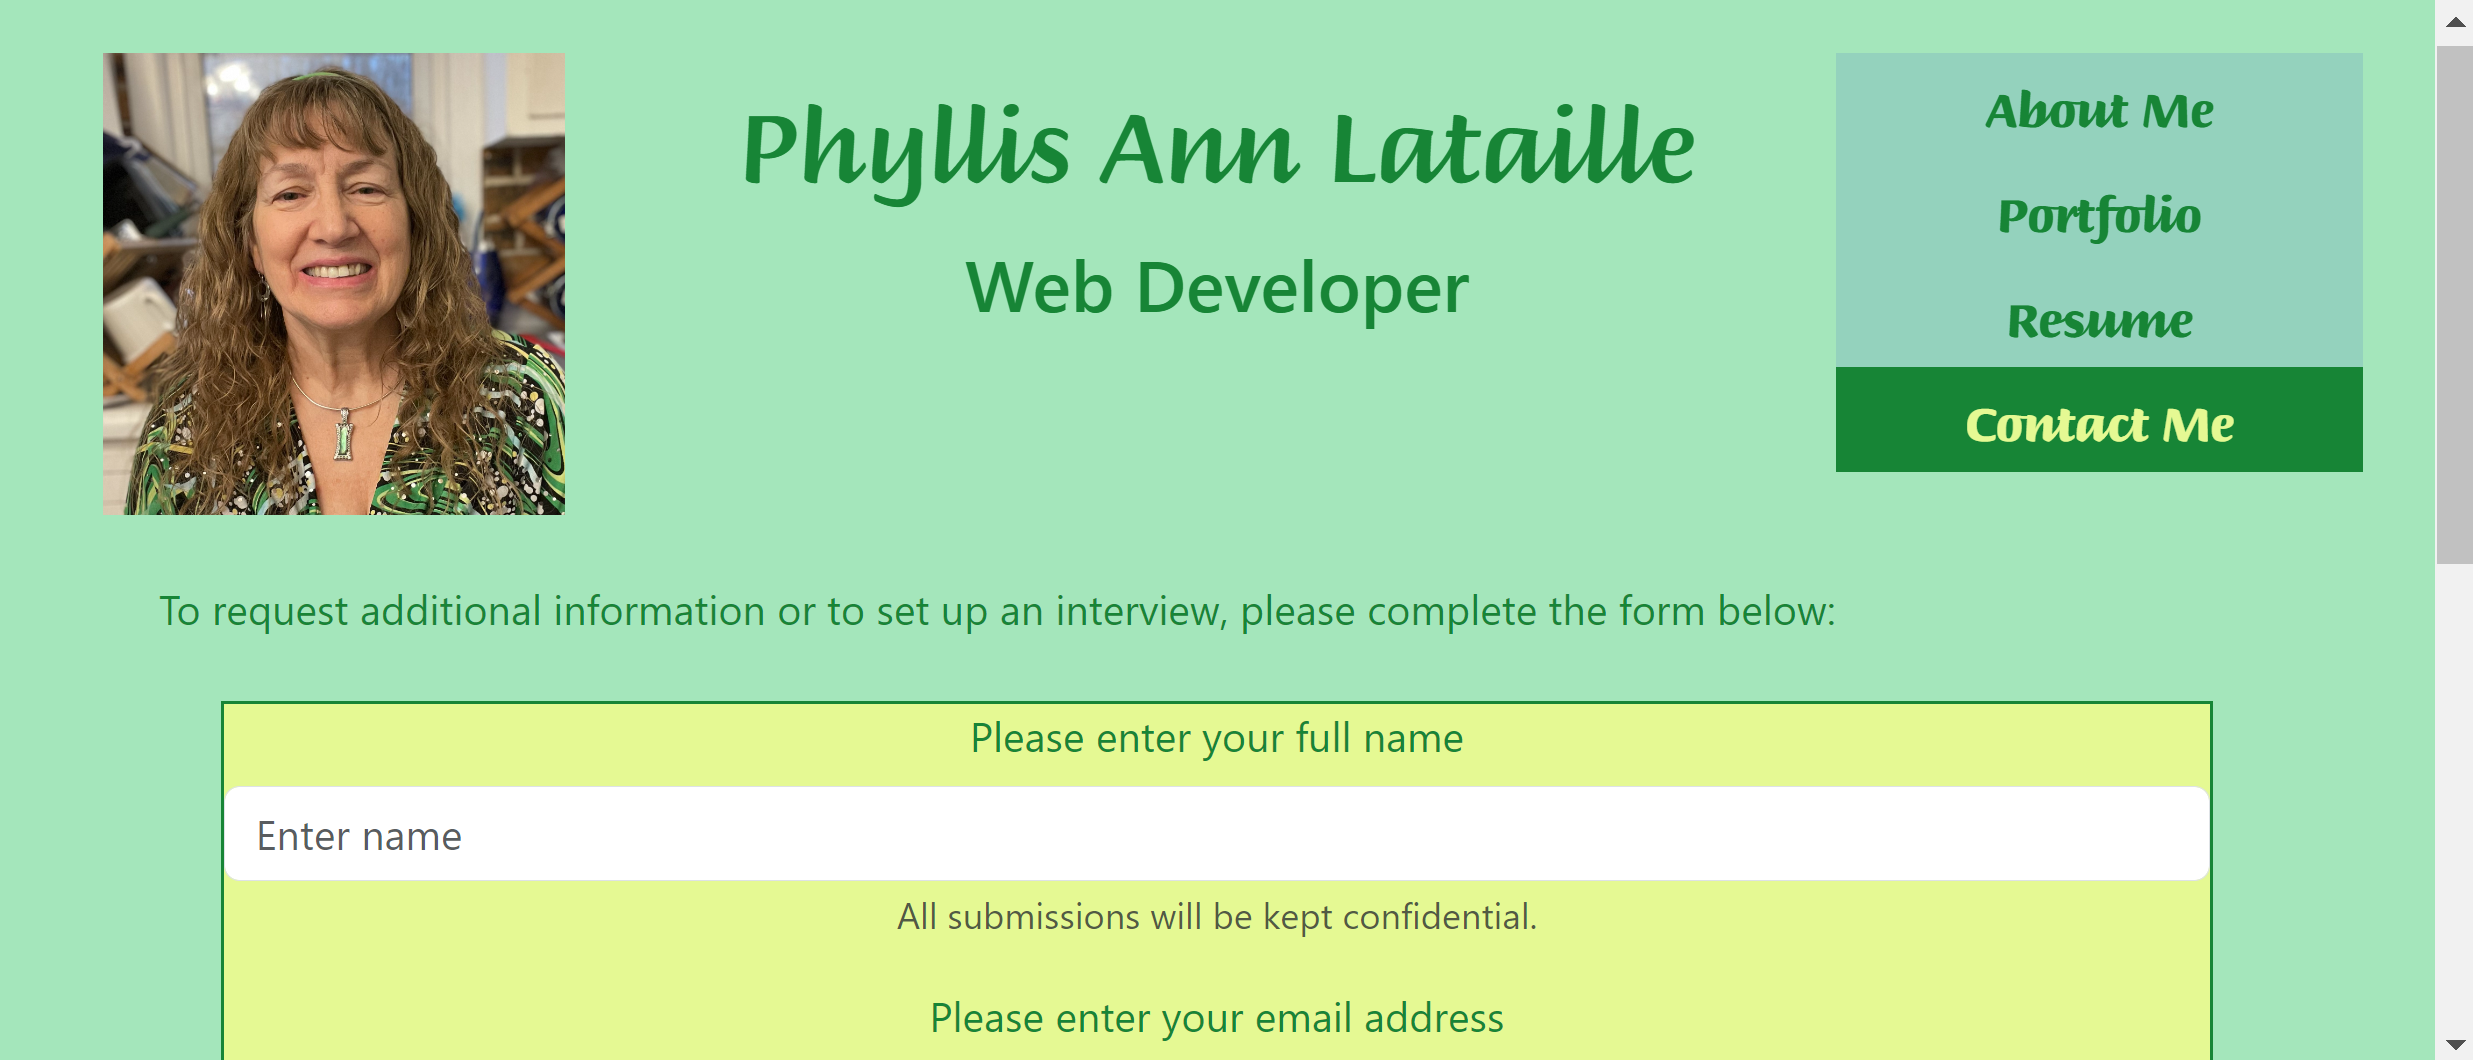 Phyllis Ann Lataille
Web Developer
About Me
Portfolio
Resume
Contact Me
To request additional information or to set up an interview, please complete the form below:
Please enter your full name
Enter name
All submissions will be kept confidential.
Please enter your email address